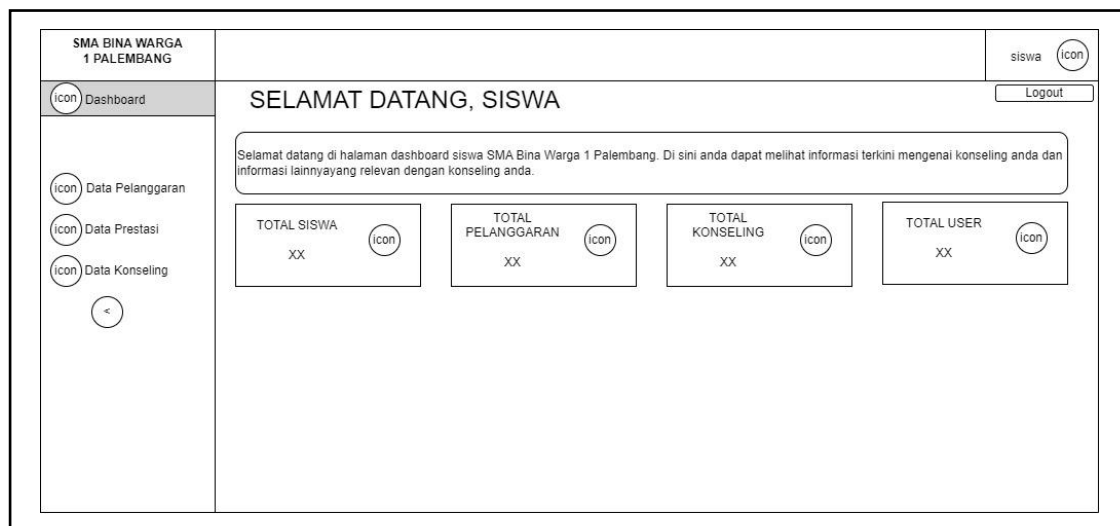 SMA BINA WARGA
1 PALEMBANG
siswa
icon
Logout
icon
Dashboard
icon
Data Pelanggaran
icon
Data Prestasi
icon
Data Konseling
<
SELAMAT DATANG, SISWA
Selamat datang di halaman dashboard siswa SMA Bina Warga 1 Palembang. Di sini anda dapat melihat informasi terkini mengenai konseling anda dan
informasi lainnyayang relevan dengan konseling anda.
TOTAL SISWA
XX
icon
TOTAL
PELANGGARAN
XX
icon
TOTAL
KONSELING
XX
icon
TOTAL USER
XX
icon